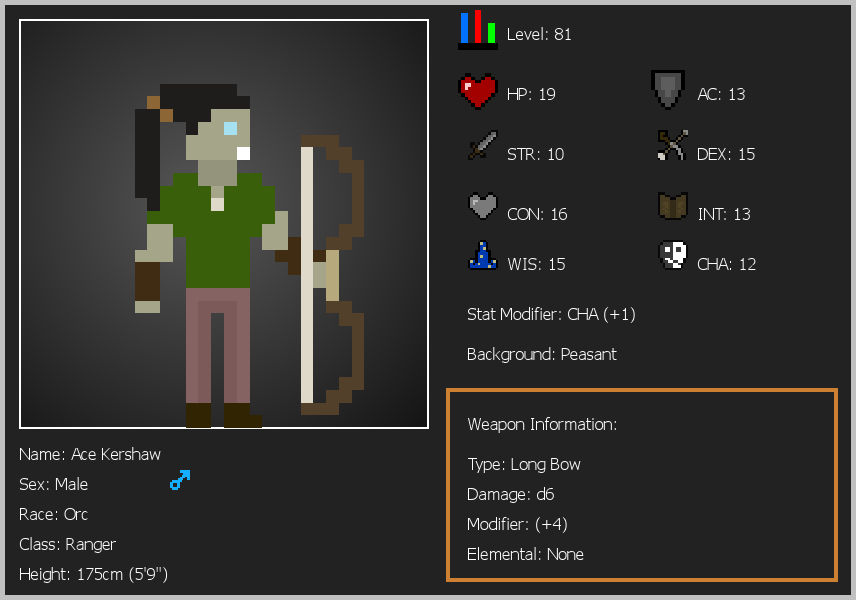 Level: 81
HP: 19
AC: 13
STR: 10
DEX: 15
CON: 16
INT: 13
WIS: 15
CHA: 12
Stat Modifier: CHA (+1)
Background: Peasant
Weapon Information:
Type: Long Bow
Damage: d6
Modifier: (+4)
Elemental: None
Name: Ace Kershaw
Sex: Male
Race: Orc
Class: Ranger
Height: 175cm (5'9")